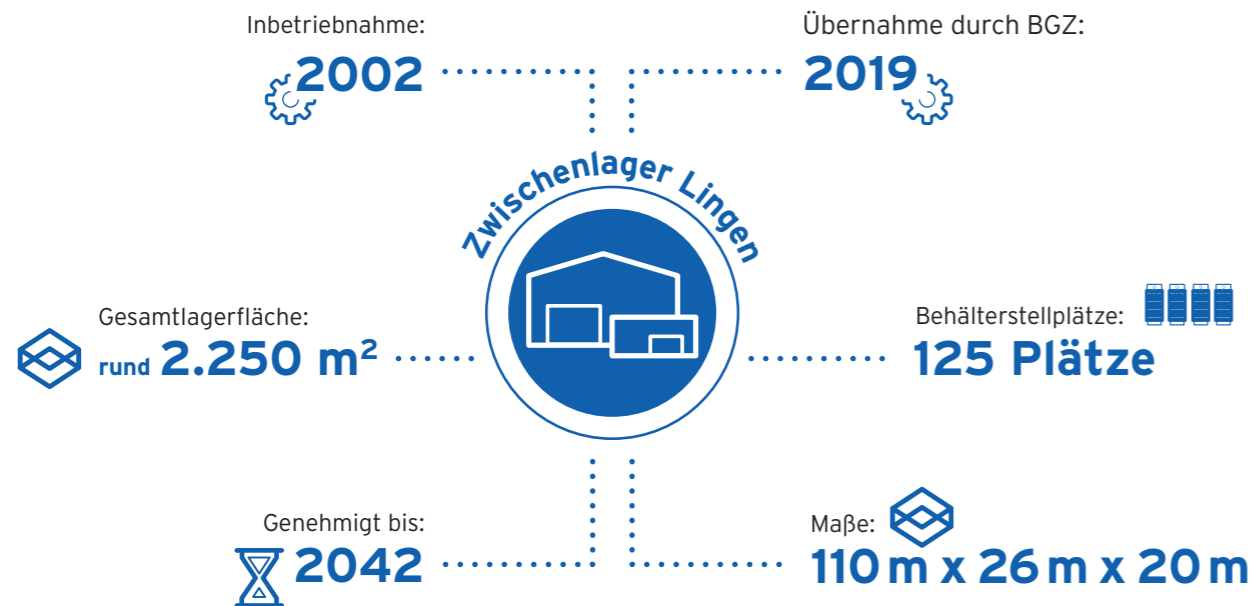 Inbetriebnahme:
2002
Übernahme durch BGZ:
2019
Zwischenlager Lingen
Gesamtlagerfläche:
rund 2.250 m²
Behälterstellplätze:
125 Plätze
Genehmigt bis:
2042
Maße:
110 m x 26 m x 20 m